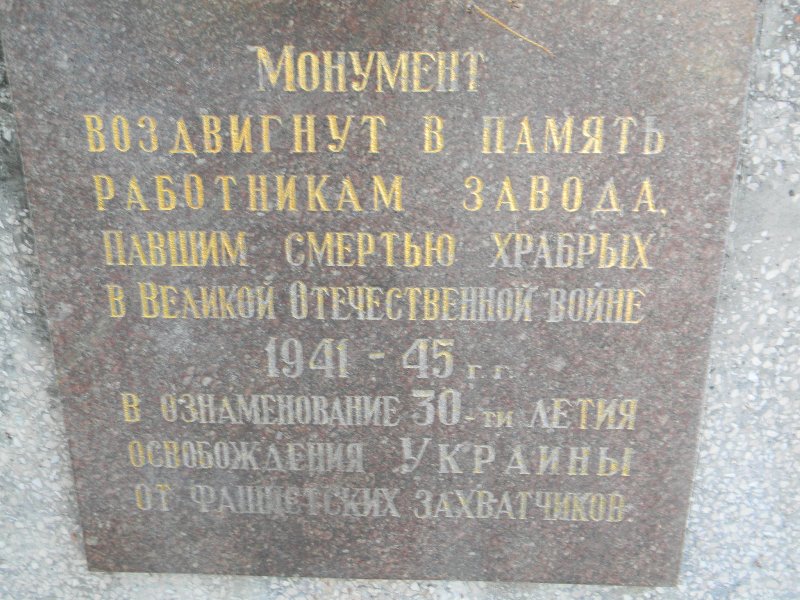 Монумент
воздвигнут в память
работникам завода,
павшим смертью храбрых
в Великой Отечественной войне
1941 - 45 г.г.
в ознаменование 30-ти летия
освобождения Украины
от фашистских захватчиков.